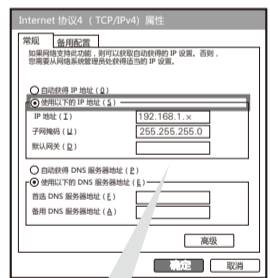 Internet 协议4 （ TCP/IPv4) 属性
常规 备用配置
如果网络支持此功能，则可以获取自动获得的 IP 设置。否则，
您需要从网络系统管理员处获得适当的 IP 设置。
自动获得 IP 地址（O）
使用以下的 IP 地址（S）
IP 地址（I） 192.168.1.×
子网掩码（U） 255.255.255.0
默认网关（D）
自动获得 DNS 服务器地址（B）
使用以下的 DNS 服务器地址（E）
首选 DNS 服务器地址（E）
备用 DNS 服务器地址（A）
高级
确定 取消